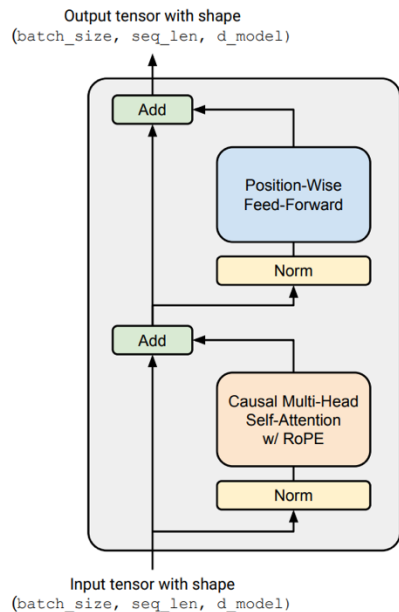 Output tensor with shape
(batch_size, seq_len, d_model)
Add
Position-Wise
Feed-Forward
Norm
Add
Causal Multi-Head
Self-Attention
w/ RoPE
Norm
Input tensor with shape
(batch_size, seq_len, d_model)